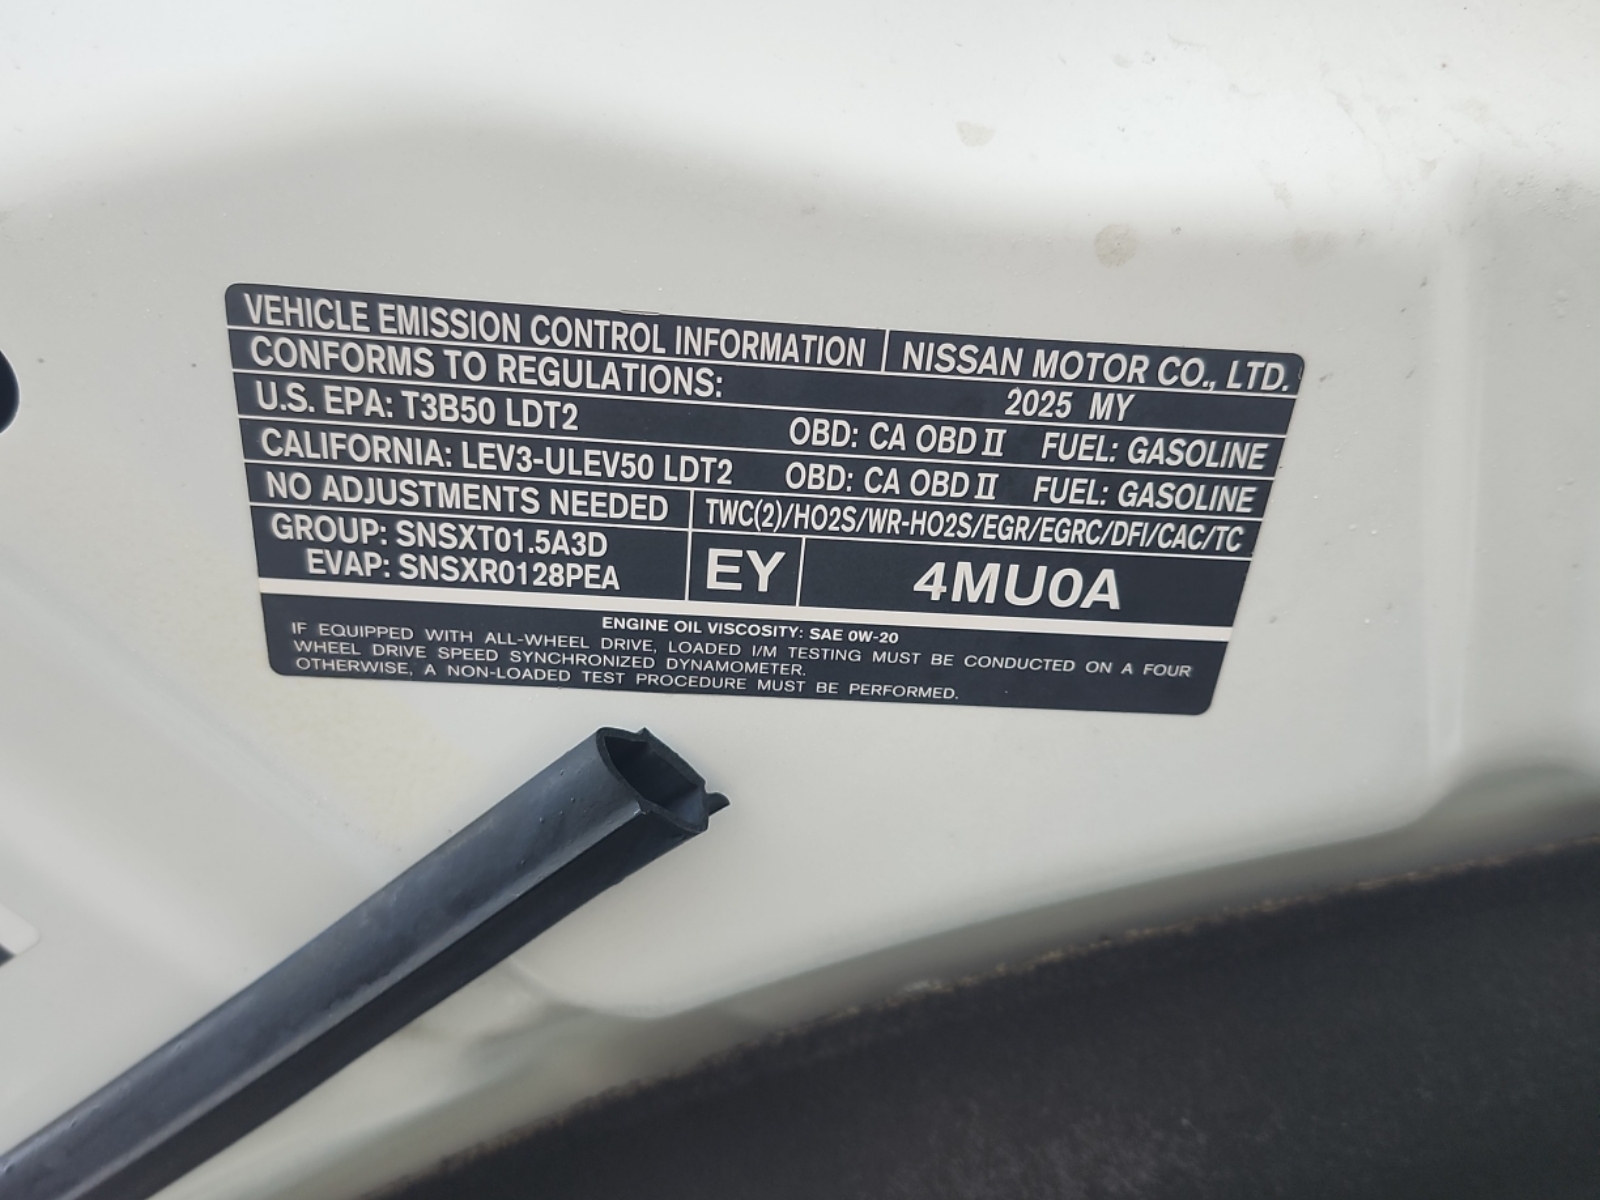 VEHICLE EMISSION CONTROL INFORMATION NISSAN MOTOR CO., LTD.
CONFORMS TO REGULATIONS: 2025 MY
U.S. EPA: T3B50 LDT2 OBD: CA OBD II FUEL: GASOLINE
CALIFORNIA: LEV3-ULEV50 LDT2 OBD: CA OBD II FUEL: GASOLINE
NO ADJUSTMENTS NEEDED TWC(2)/HO2S/WR-HO2S/EGR/EGRC/DFI/CAC/TC
GROUP: SNSXT01.5A3D
EVAP: SNSXR0128PEA
EY 4MU0A
ENGINE OIL VISCOSITY: SAE 0W-20
IF EQUIPPED WITH ALL-WHEEL DRIVE, LOADED I/M TESTING MUST BE CONDUCTED ON A FOUR
WHEEL DRIVE SPEED SYNCHRONIZED DYNAMOMETER.
OTHERWISE, A NON-LOADED TEST PROCEDURE MUST BE PERFORMED.